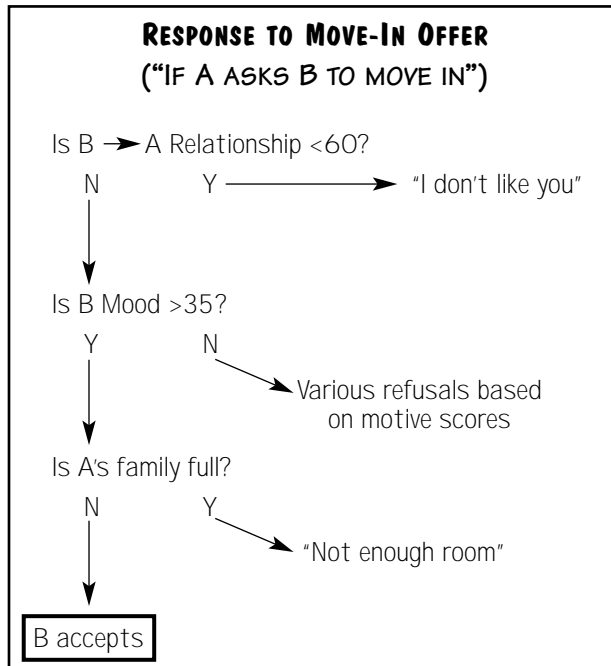 RESPONSE TO MOVE-IN OFFER
("IF A ASKS B TO MOVE IN")
Is B → A Relationship <60?
N Y "I don't like you"
Is B Mood >35?
Y N
Various refusals based
on motive scores
Is A's family full?
N Y
"Not enough room"
B accepts